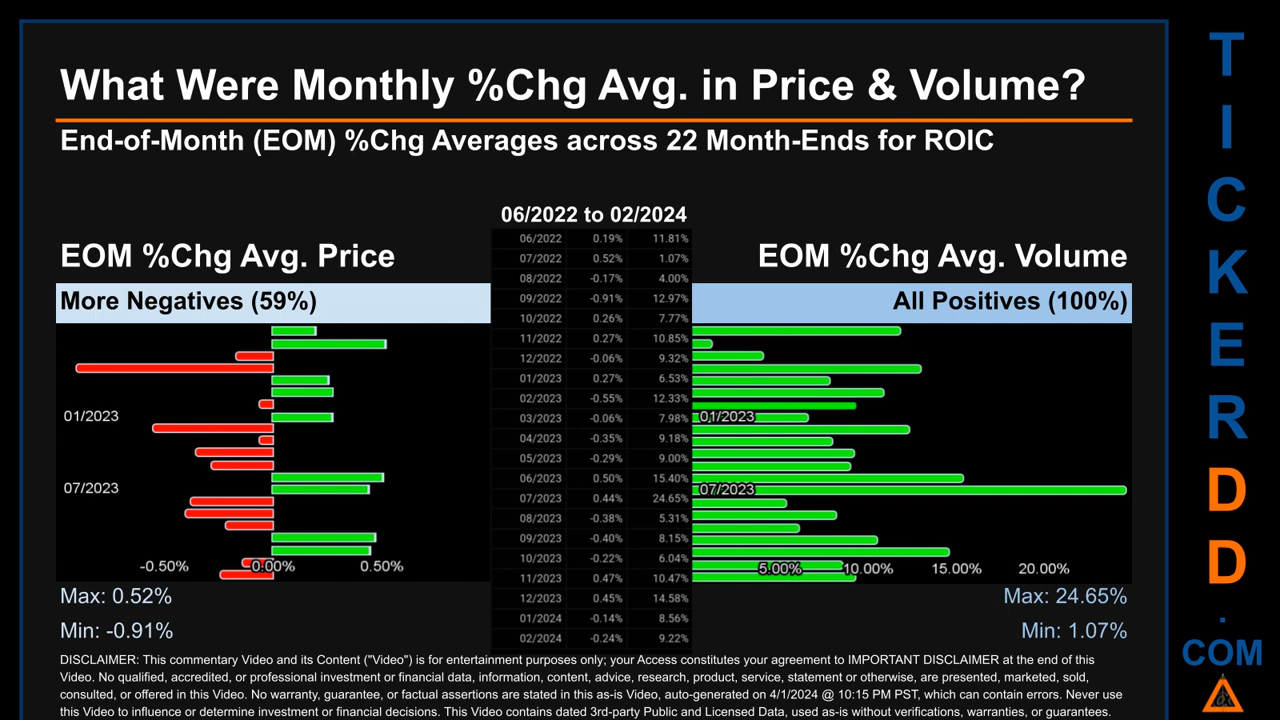 What Were Monthly %Chg Avg. in Price & Volume?
End-of-Month (EOM) %Chg Averages across 22 Month-Ends for ROIC
06/2022 to 02/2024
EOM %Chg Avg. Price
EOM %Chg Avg. Volume
More Negatives (59%)
All Positives (100%)
06/2022 0.19% 11.81%
07/2022 0.52% 1.07%
08/2022 -0.17% 4.00%
09/2022 -0.91% 12.97%
10/2022 0.26% 7.77%
11/2022 0.27% 10.85%
12/2022 -0.06% 9.32%
01/2023 0.27% 6.53%
02/2023 -0.55% 12.33%
03/2023 -0.06% 7.98%
04/2023 -0.35% 9.18%
05/2023 -0.29% 9.00%
06/2023 0.50% 15.40%
07/2023 0.44% 24.65%
08/2023 -0.38% 5.31%
09/2023 -0.40% 8.15%
10/2023 -0.22% 6.04%
11/2023 0.47% 10.47%
12/2023 0.45% 14.58%
01/2024 -0.14% 8.56%
02/2024 -0.24% 9.22%
01/2023
07/2023
-0.50% 0.00% 0.50%
01/2023
07/2023
5.00% 10.00% 15.00% 20.00%
Max: 0.52%
Min: -0.91%
Max: 24.65%
Min: 1.07%
DISCLAIMER: This commentary Video and its Content ("Video") is for entertainment purposes only; your Access constitutes your agreement to IMPORTANT DISCLAIMER at the end of this
Video. No qualified, accredited, or professional investment or financial data, information, content, advice, research, product, service, statement or otherwise, are presented, marketed, sold,
consulted, or offered in this Video. No warranty, guarantee, or factual assertions are stated in this as-is Video, auto-generated on 4/1/2024 @ 10:15 PM PST, which can contain errors. Never use
this Video to influence or determine investment or financial decisions. This Video contains dated 3rd-party Public and Licensed Data, used as-is without verifications, warranties, or guarantees.
T
I
C
K
E
R
D
D
.
COM